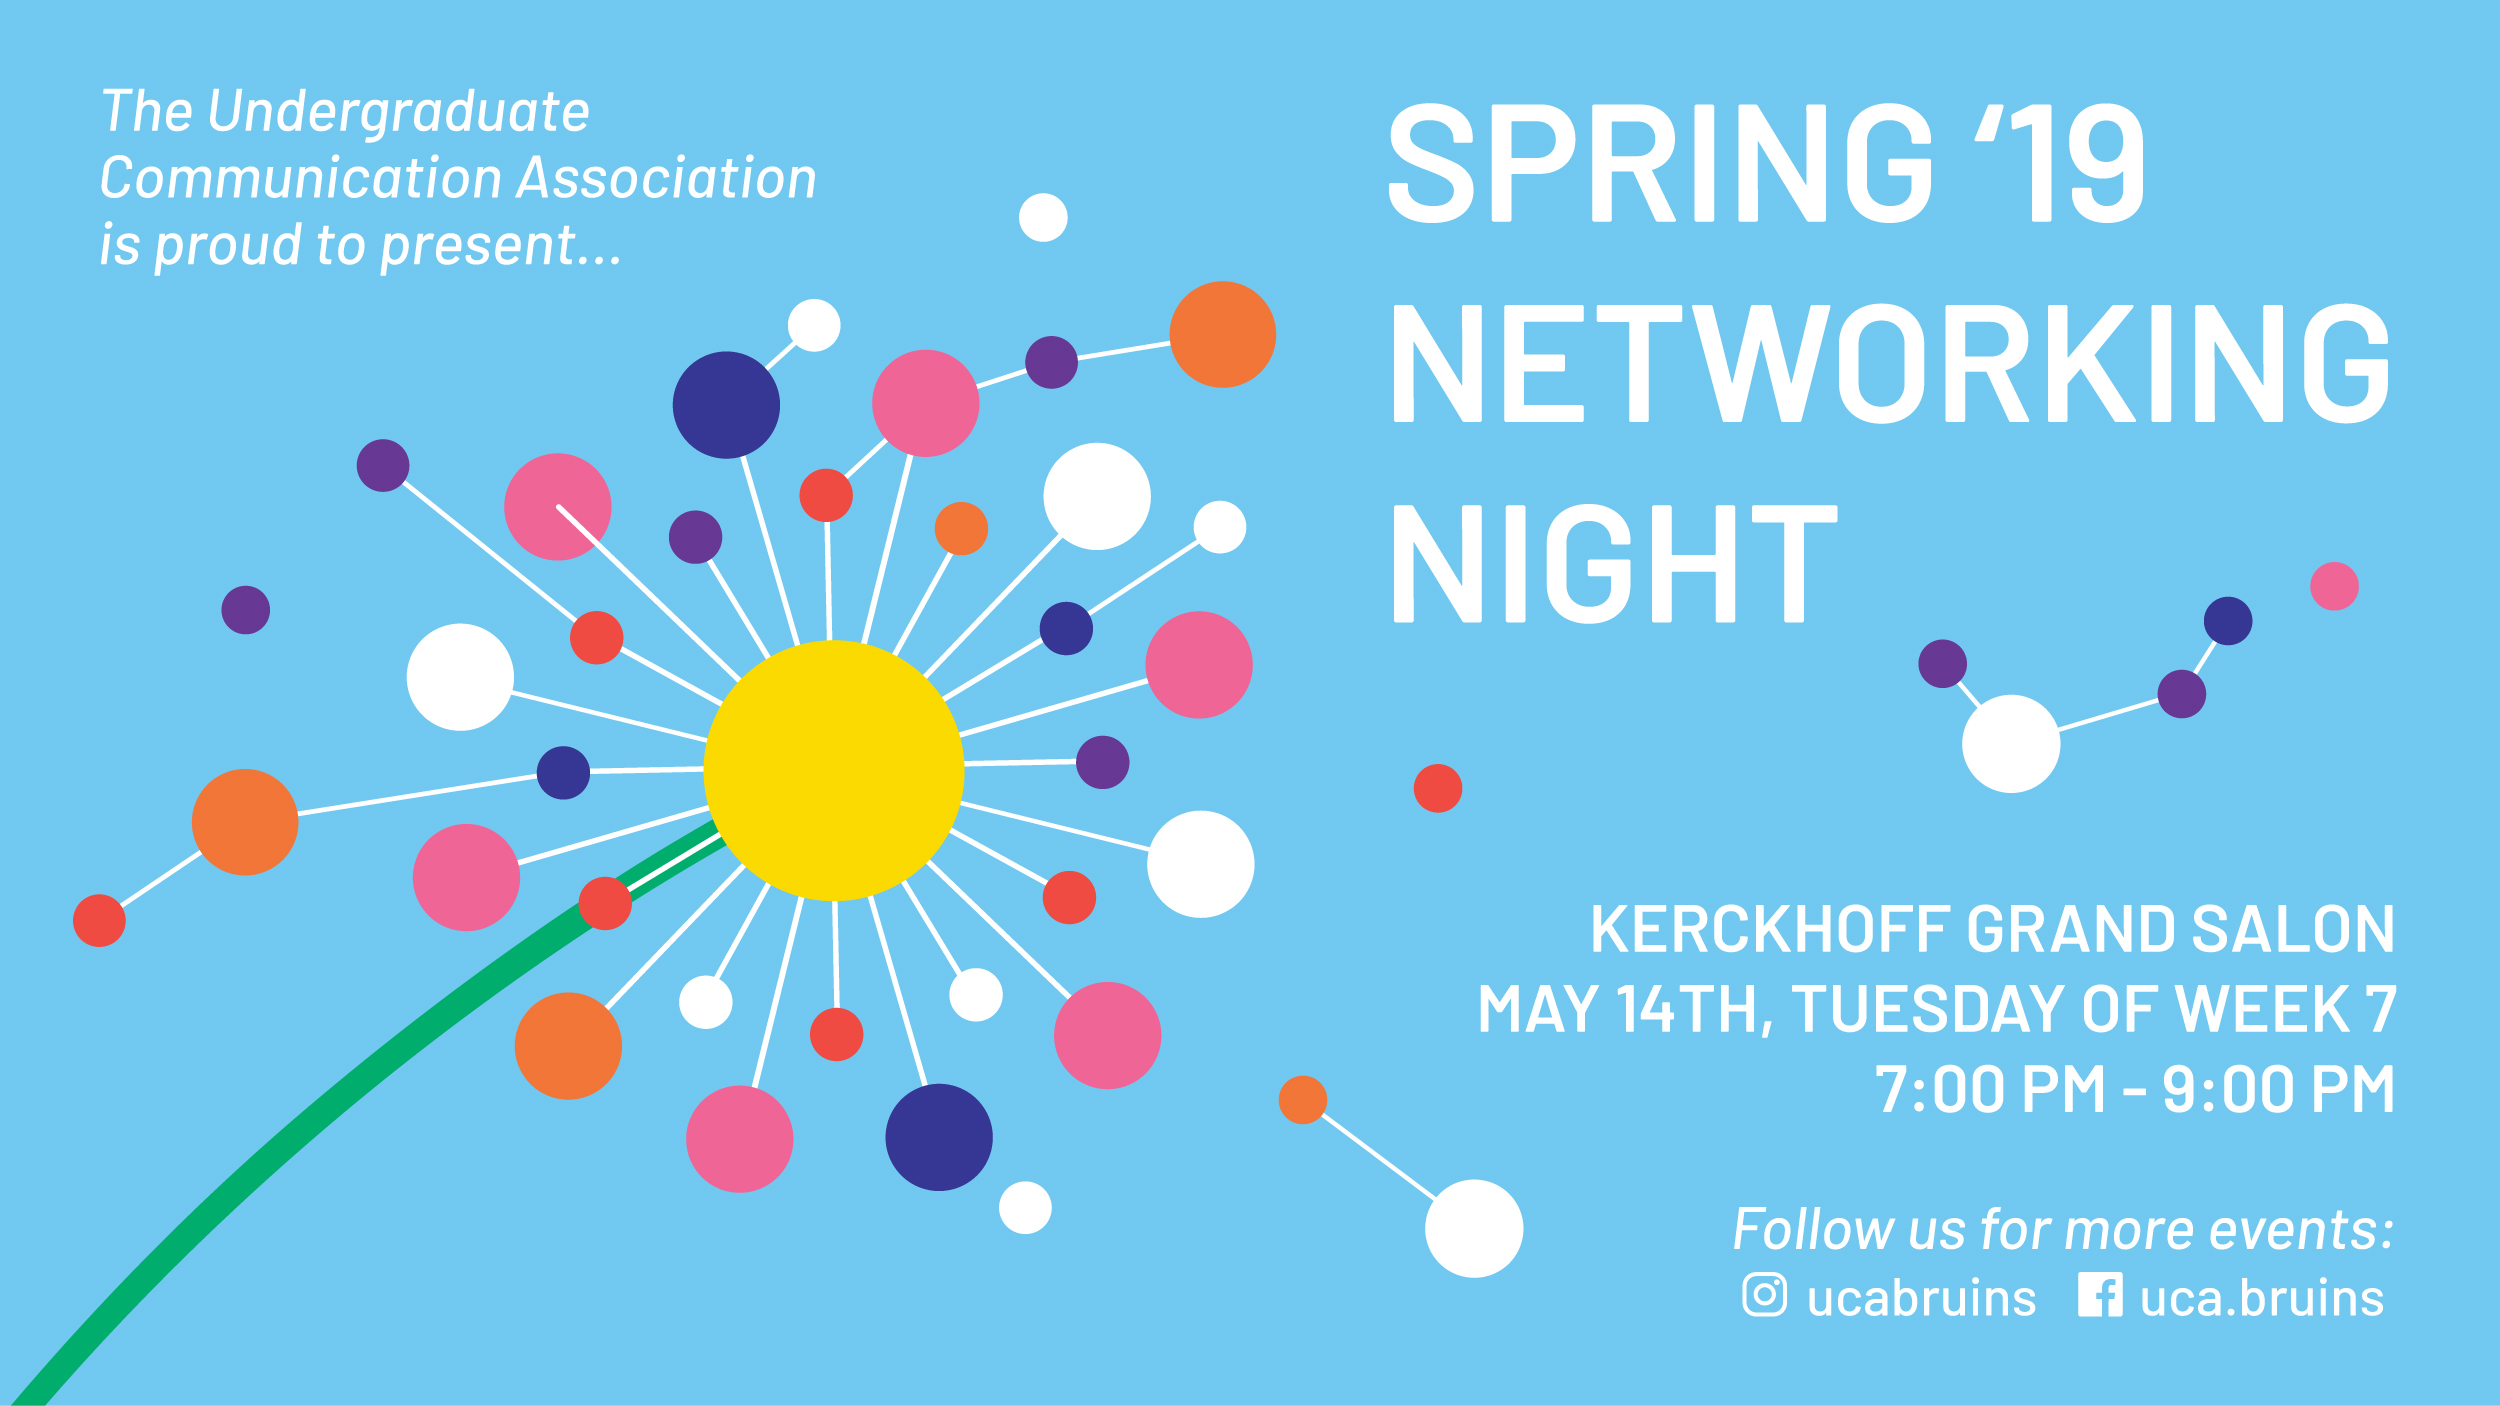 The Undergraduate
Communication Association
is proud to present...
SPRING ‘19
NETWORKING
NIGHT
KERCKHOFF GRAND SALON
MAY 14TH, TUESDAY OF WEEK 7
7:00 PM - 9:00 PM
Follow us for more events:
ucabruins uca.bruins